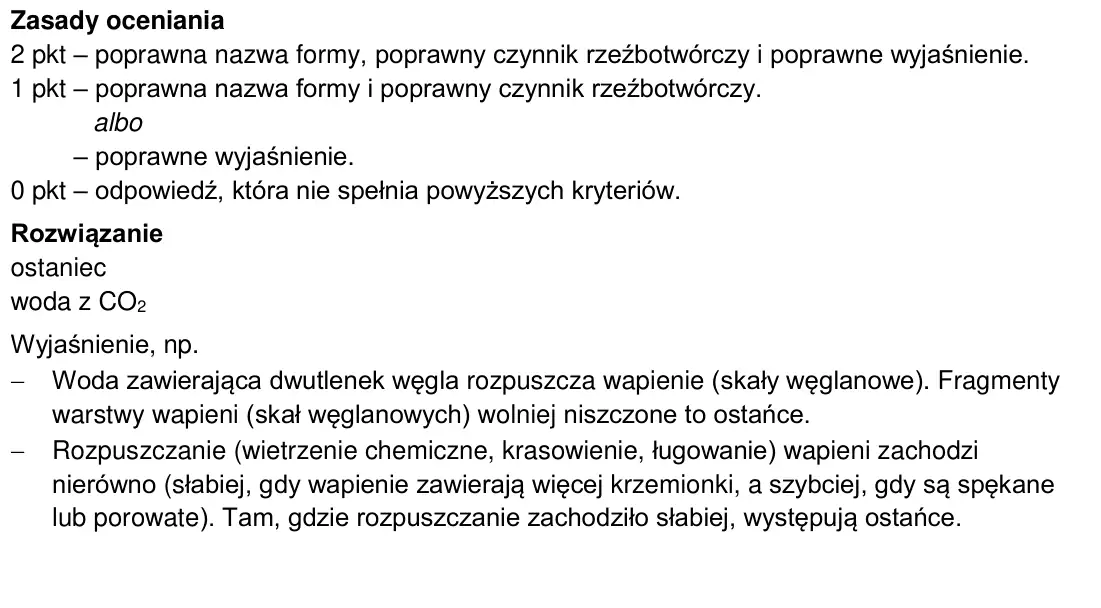 Zasady oceniania
2 pkt – poprawna nazwa formy, poprawny czynnik rzeźbotwórczy i poprawne wyjaśnienie.
1 pkt – poprawna nazwa formy i poprawny czynnik rzeźbotwórczy.
albo
– poprawne wyjaśnienie.
0 pkt – odpowiedź, która nie spełnia powyższych kryteriów.
Rozwiązanie
ostaniec
woda z CO₂
Wyjaśnienie, np.
– Woda zawierająca dwutlenek węgla rozpuszcza wapienie (skały węglanowe). Fragmenty
warstwy wapieni (skał węglanowych) wolniej niszczone to ostańce.
– Rozpuszczanie (wietrzenie chemiczne, krasowienie, ługowanie) wapieni zachodzi
nierówno (słabiej, gdy wapienie zawierają więcej krzemionki, a szybciej, gdy są spękane
lub porowate). Tam, gdzie rozpuszczanie zachodziło słabiej, występują ostańce.